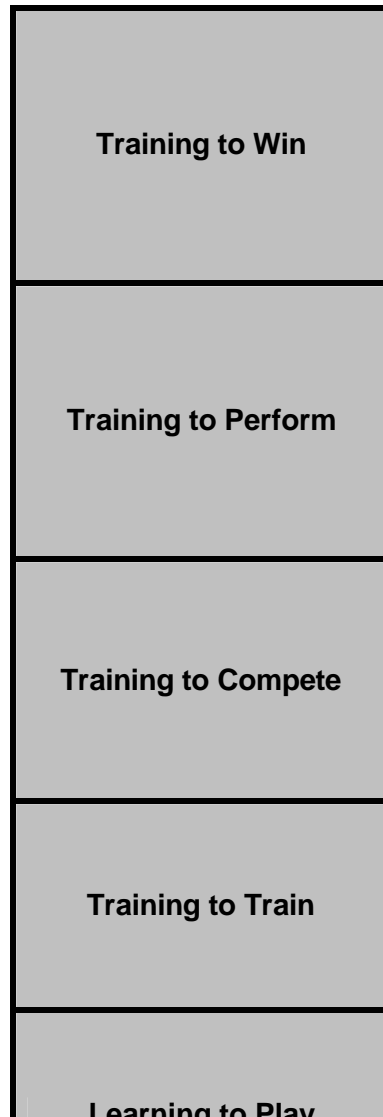 Training to Win
Training to Perform
Training to Compete
Training to Train
Learning to Play